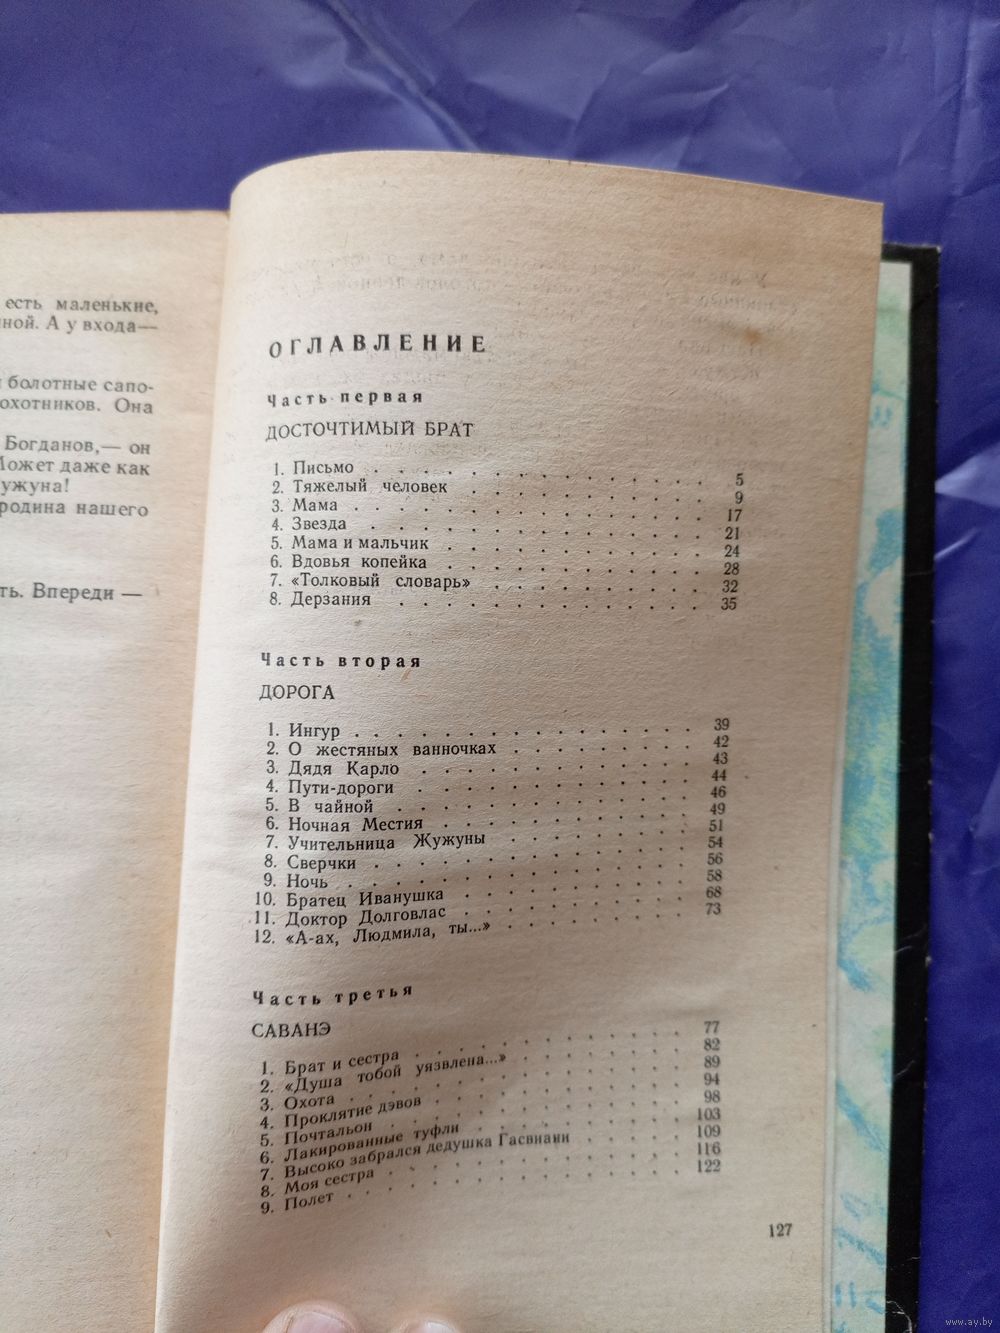 есть маленькие,
ной. А у входа—
болотные сапо-
охотников. Она
Богданов,— он
Может даже как
ужуна!
родина нашего
ть. Впереди —
ОГЛАВЛЕНИЕ
Часть первая
ДОСТОЧТИМЫЙ БРАТ
1. Письмо . . . . . . . . . . . . . . . 5
2. Тяжелый человек . . . . . . . . . . . 9
3. Мама . . . . . . . . . . . . . . . . 17
4. Звезда . . . . . . . . . . . . . . . 21
5. Мама и мальчик . . . . . . . . . . . 24
6. Вдовья копейка . . . . . . . . . . . 28
7. «Толковый словарь» . . . . . . . . . 32
8. Дерзания . . . . . . . . . . . . . . 35
Часть вторая
ДОРОГА
1. Ингур . . . . . . . . . . . . . . . 39
2. О жестяных ванночках . . . . . . . . 42
3. Дядя Карло . . . . . . . . . . . . . 43
4. Пути-дороги . . . . . . . . . . . . 44
5. В чайной . . . . . . . . . . . . . . 46
6. Ночная Местия . . . . . . . . . . . 49
7. Учительница Жужуны . . . . . . . . . 51
8. Сверчки . . . . . . . . . . . . . . 54
9. Ночь . . . . . . . . . . . . . . . . 56
10. Братец Иванушка . . . . . . . . . . 58
11. Доктор Долговлас . . . . . . . . . . 68
12. «А-ах, Людмила, ты...» . . . . . . . 73
Часть третья
САВАНЭ
1. Брат и сестра . . . . . . . . . . . 77
2. «Душа тобой уязвлена...» . . . . . . 82
3. Охота . . . . . . . . . . . . . . . 89
4. Проклятие дэвов . . . . . . . . . . 94
5. Почтальон . . . . . . . . . . . . . 98
6. Лакированные туфли . . . . . . . . . 103
7. Высоко забрался дедушка Гасвиани . . . . . 109
8. Моя сестра . . . . . . . . . . . . . 116
9. Полет . . . . . . . . . . . . . . . 122
127
www.ay.by